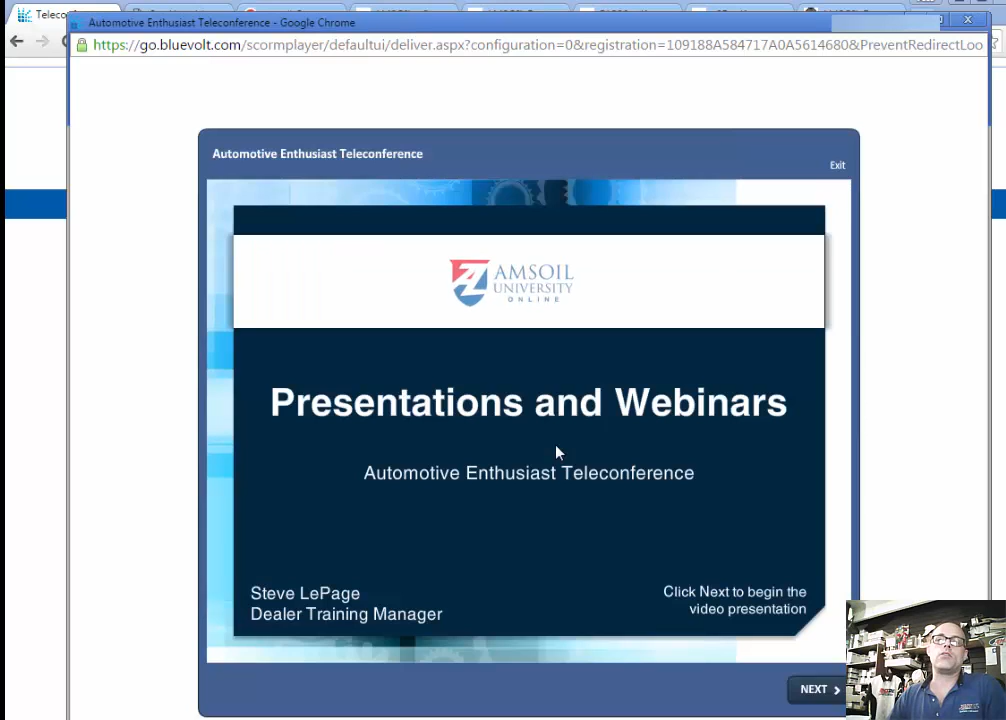 Automotive Enthusiast Teleconference - Google Chrome
https://go.bluevolt.com/scormplayer/defaultui/deliver.aspx?configuration=0&registration=109188A584717A0A5614680&PreventRedirectLoo
Automotive Enthusiast Teleconference
Exit
AMSOIL
UNIVERSITY
ONLINE
Presentations and Webinars
Automotive Enthusiast Teleconference
Steve LePage
Dealer Training Manager
Click Next to begin the
video presentation
NEXT